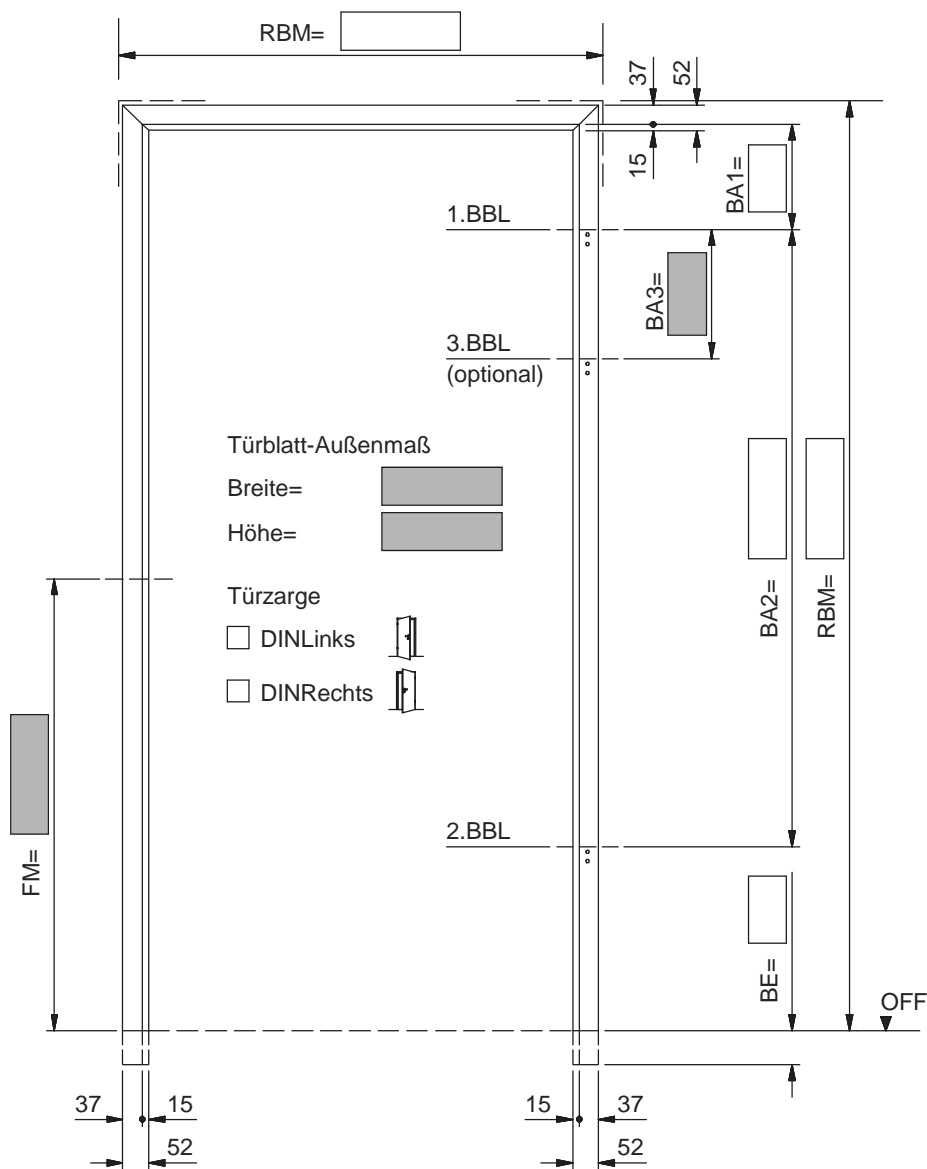 RBM=
37
52
15
BA1=
1.BBL
BA3=
3.BBL
(optional)
Türblatt-Außenmaß
Breite=
Höhe=
Türzarge
DINLinks
DINRechts
BA2=
RBM=
FM=
2.BBL
BE=
OFF
37
15
15
37
52
52